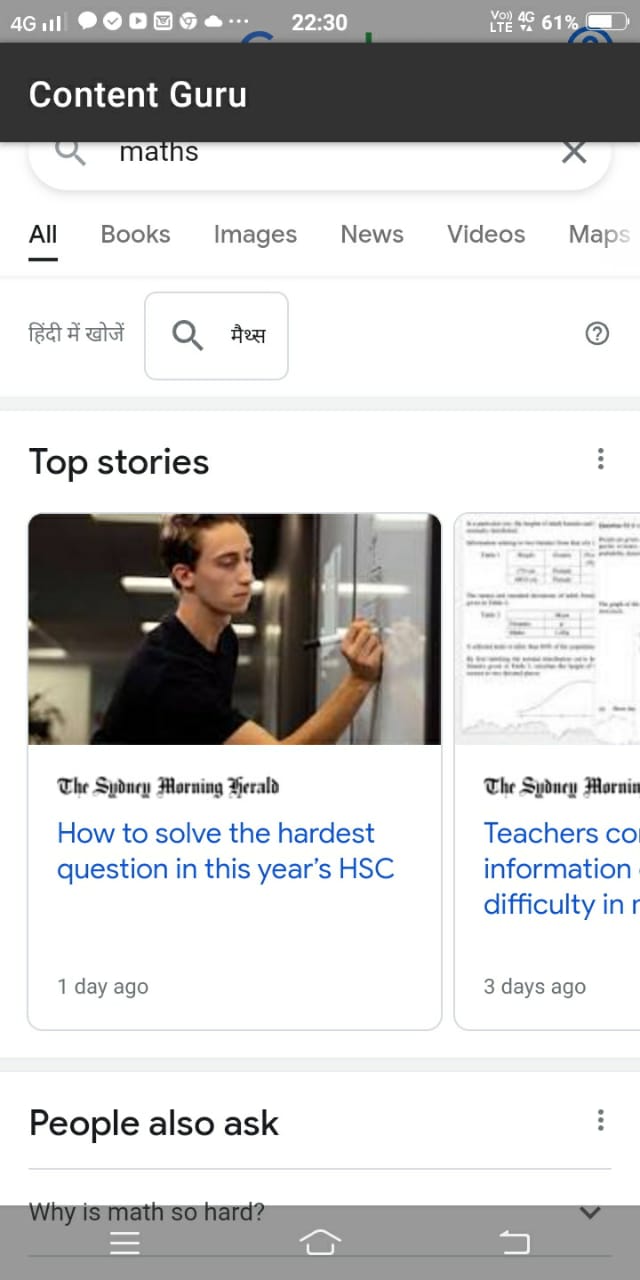 4G 22:30 Vo) 4G LTE 61%
Content Guru
maths
All Books Images News Videos Maps
हिंदी में खोजें मैथ्स
Top stories
The Sydney Morning Herald
How to solve the hardest
question in this year's HSC
1 day ago
The Sydney Mornin
Teachers co
information
difficulty in
3 days ago
People also ask
Why is math so hard?